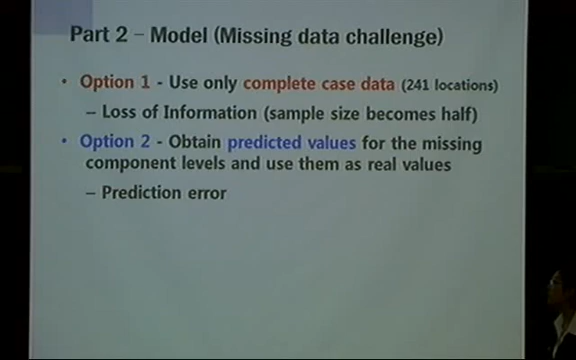 Part 2 – Model (Missing data challenge)
• Option 1 - Use only complete case data (241 locations)
– Loss of Information (sample size becomes half)
• Option 2 - Obtain predicted values for the missing
component levels and use them as real values
– Prediction error